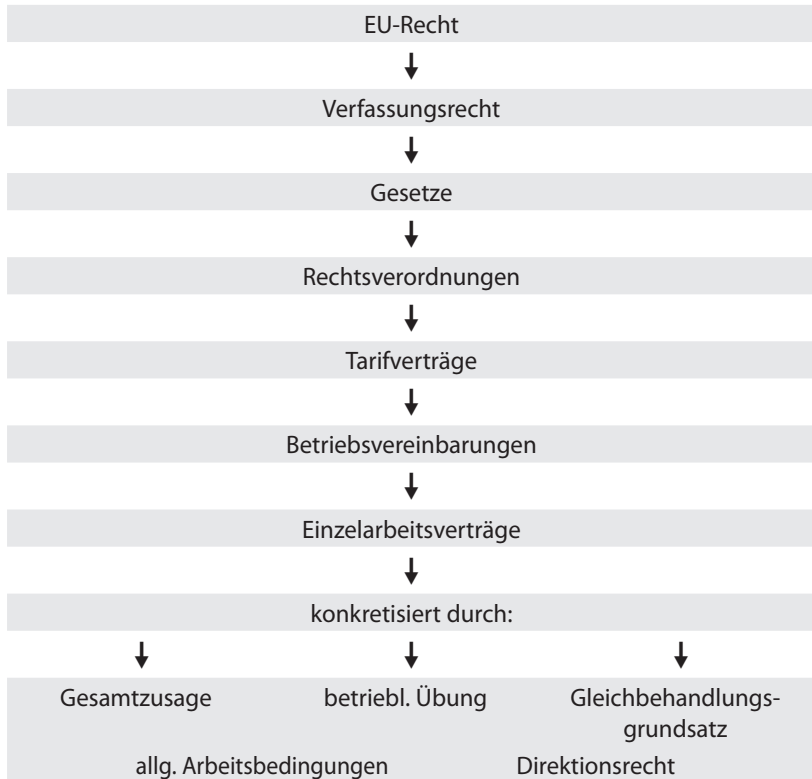 EU-Recht
Verfassungsrecht
Gesetze
Rechtsverordnungen
Tarifverträge
Betriebsvereinbarungen
Einzelarbeitsverträge
konkretisiert durch:
Gesamtzusage betriebl. Übung Gleichbehandlungs-
grundsatz
allg. Arbeitsbedingungen Direktionsrecht